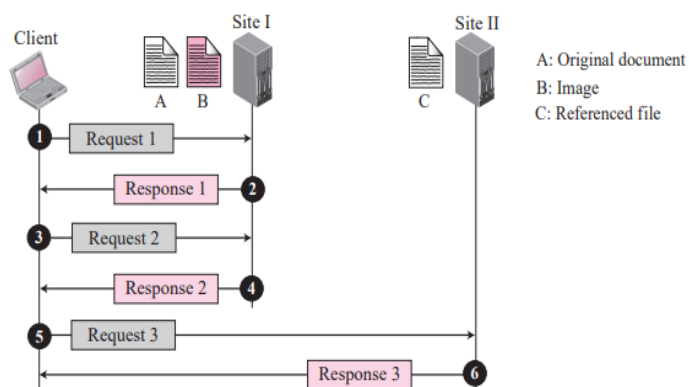 Site I
Site II
Client
A: Original document
B: Image
C: Referenced file
A
B
C
1
Request 1
Response 1
2
3
Request 2
Response 2
4
5
Request 3
Response 3
6